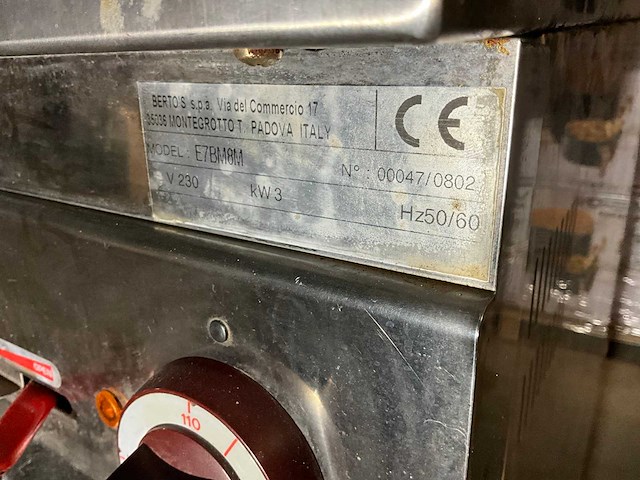 BERTO'S s.p.a. Via del Commercio 17
35036 MONTEGROTTO T. PADOVA ITALY
CE
MODEL : E7BM8M N° : 00047/0802
V 230 kW 3 Hz50/60
OPEN
110